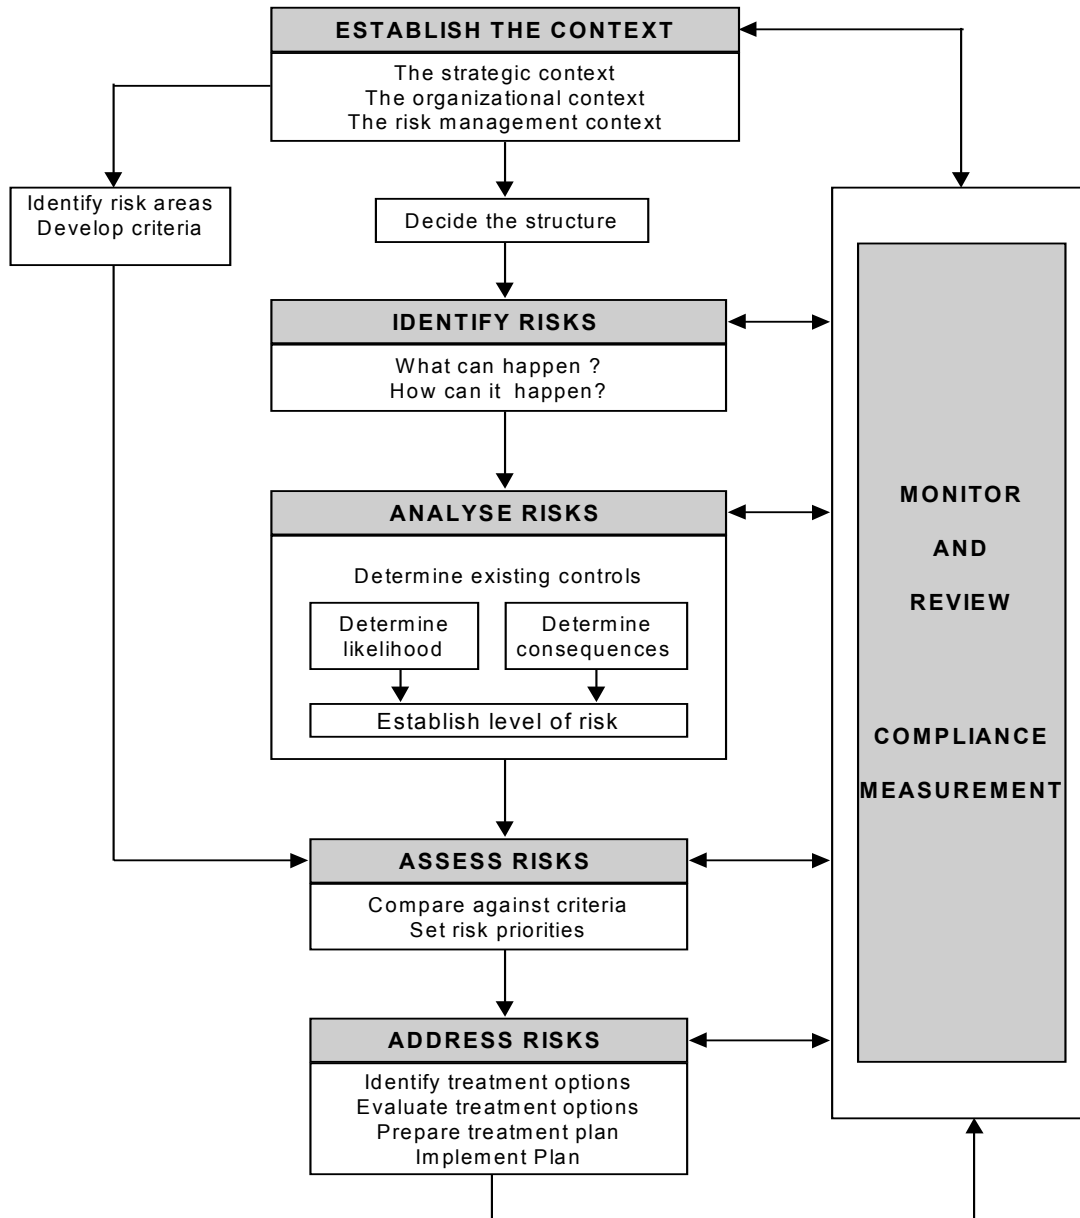 ESTABLISH THE CONTEXT
The strategic context
The organizational context
The risk management context
Identify risk areas
Develop criteria
Decide the structure
IDENTIFY RISKS
What can happen ?
How can it happen?
ANALYSE RISKS
Determine existing controls
Determine
likelihood
Determine
consequences
Establish level of risk
ASSESS RISKS
Compare against criteria
Set risk priorities
ADDRESS RISKS
Identify treatment options
Evaluate treatment options
Prepare treatment plan
Implement Plan
MONITOR
AND
REVIEW
COMPLIANCE
MEASUREMENT